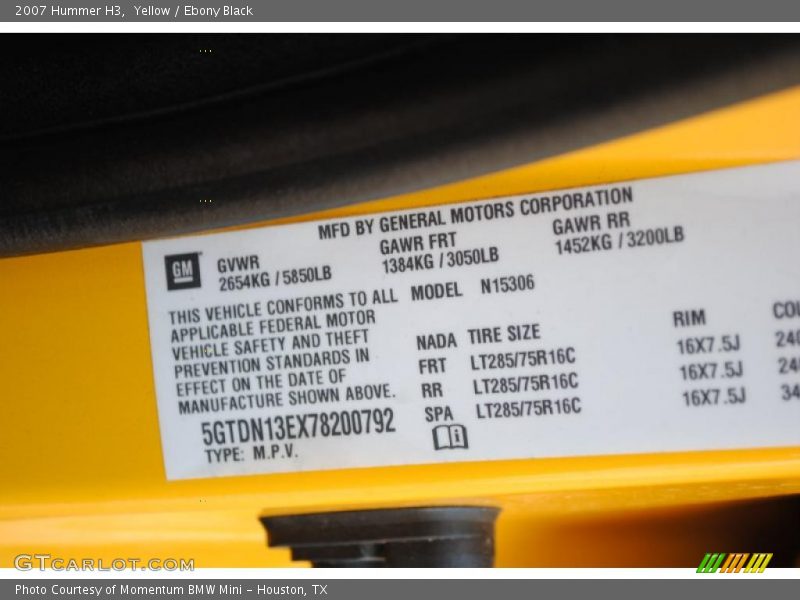 2007 Hummer H3, Yellow / Ebony Black
MFD BY GENERAL MOTORS CORPORATION
GM
GVWR GAWR FRT GAWR RR
2654KG / 5850LB 1384KG / 3050LB 1452KG / 3200LB
THIS VEHICLE CONFORMS TO ALL MODEL N15306
APPLICABLE FEDERAL MOTOR
VEHICLE SAFETY AND THEFT
PREVENTION STANDARDS IN
EFFECT ON THE DATE OF
MANUFACTURE SHOWN ABOVE.
5GTDN13EX78200792
TYPE: M.P.V.
NADA TIRE SIZE RIM
FRT LT285/75R16C 16X7.5J
RR LT285/75R16C 16X7.5J
SPA LT285/75R16C 16X7.5J
GTCARLOT.COM
Photo Courtesy of Momentum BMW Mini - Houston, TX